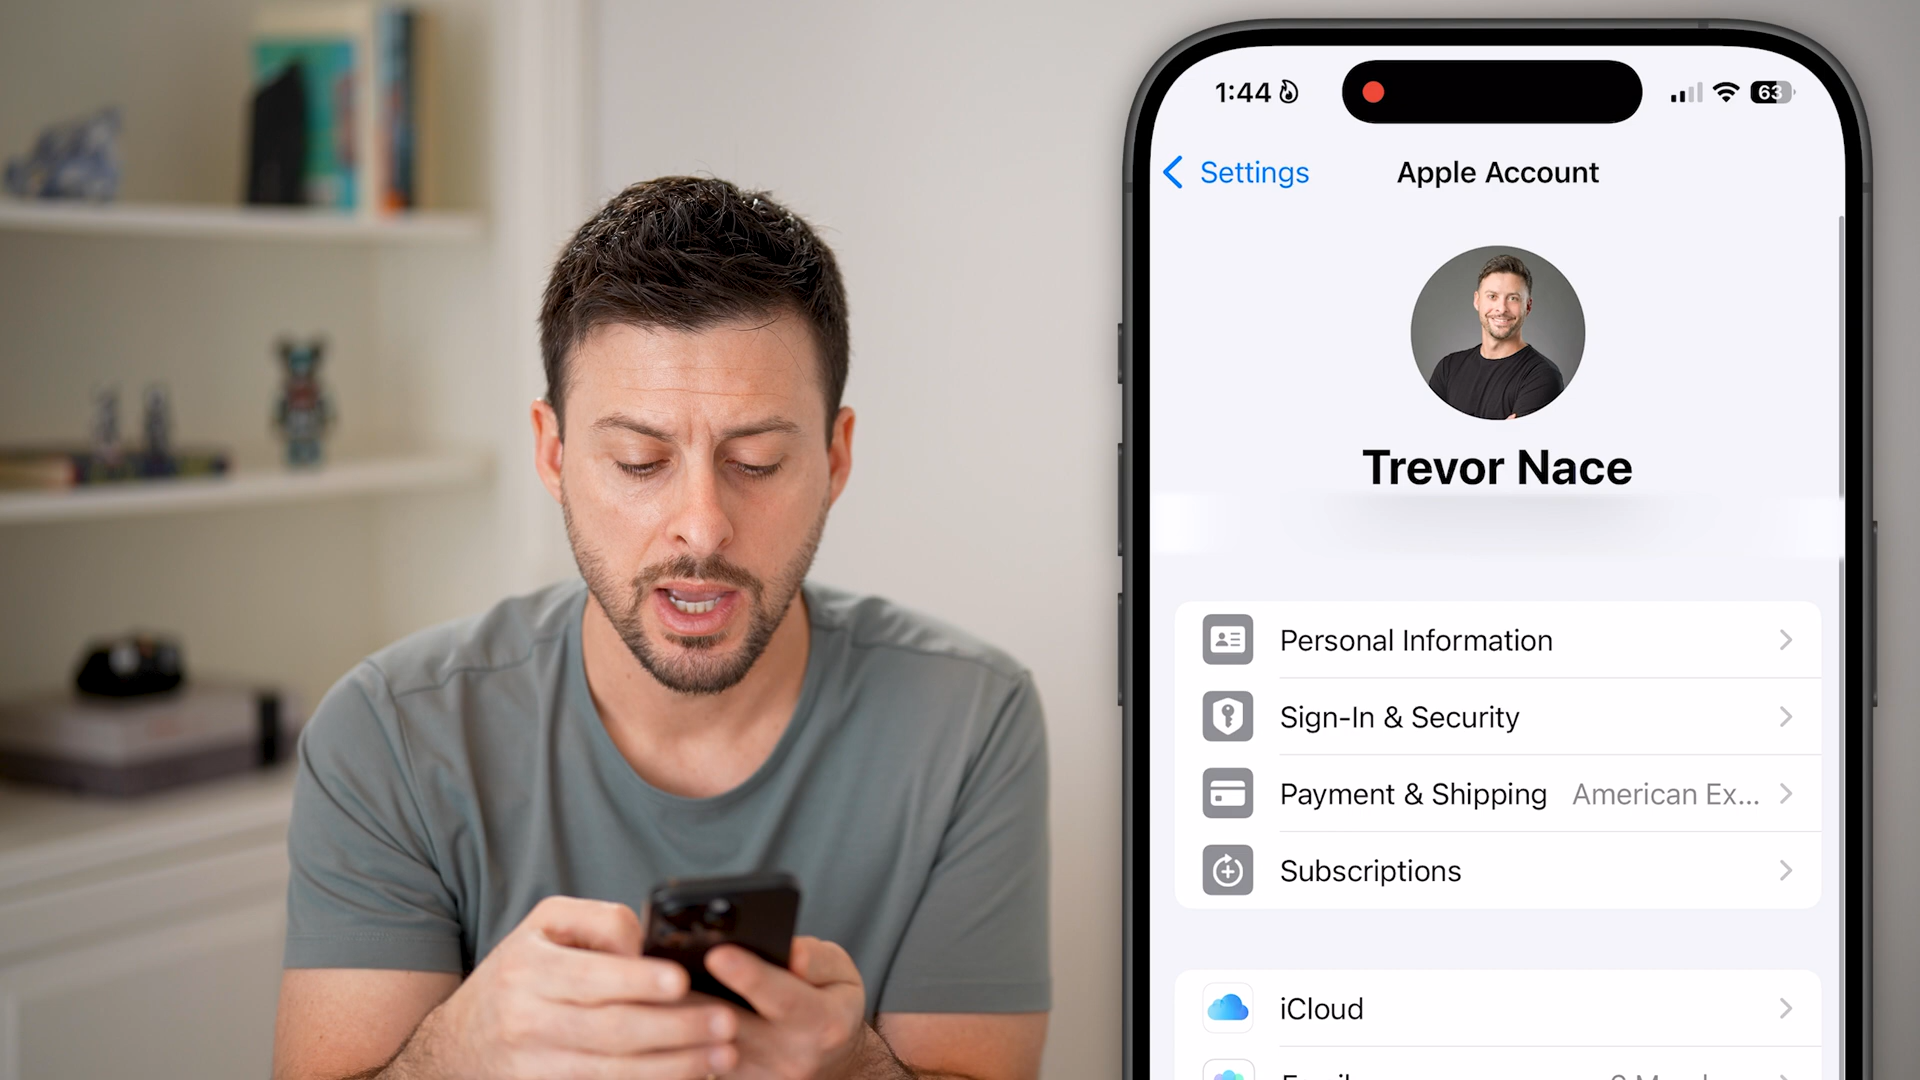 1:44 63
Settings Apple Account
Trevor Nace
Personal Information
Sign-In & Security
Payment & Shipping American Ex...
Subscriptions
iCloud